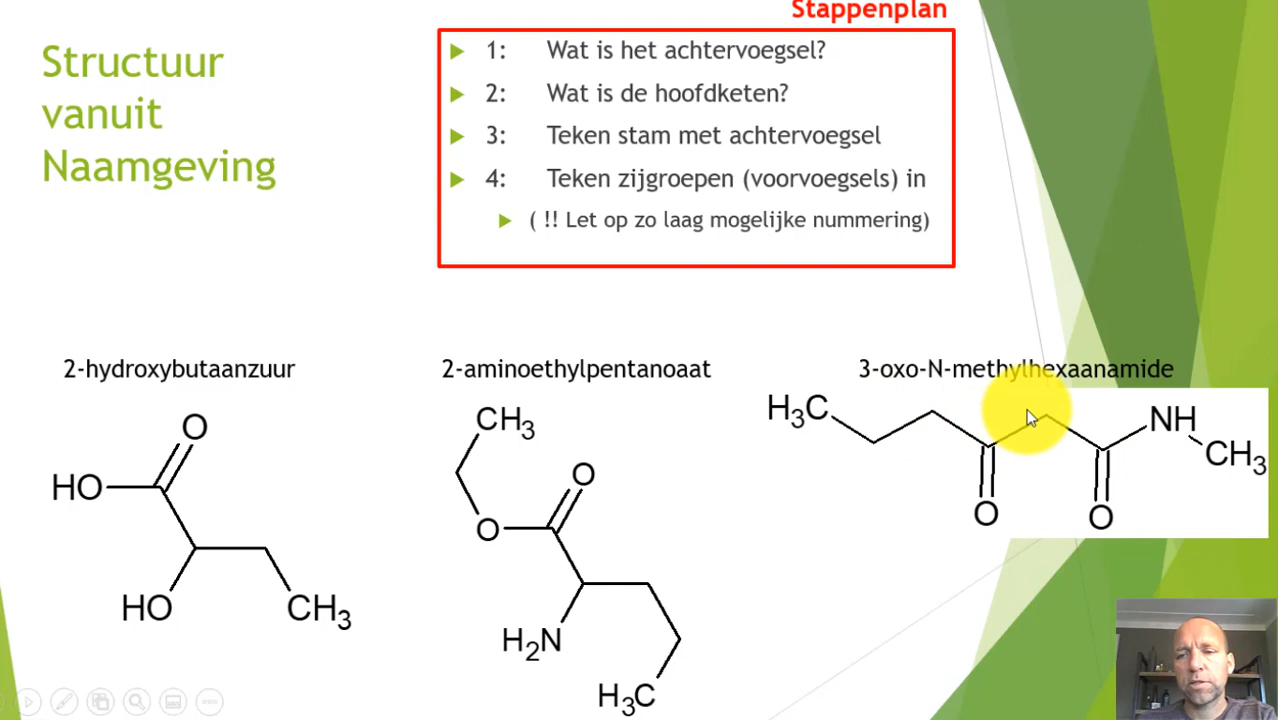 Stappenplan
Structuur
vanuit
Naamgeving
1: Wat is het achtervoegsel?
2: Wat is de hoofdketen?
3: Teken stam met achtervoegsel
4: Teken zijgroepen (voorvoegsels) in
( !! Let op zo laag mogelijke nummering)
2-hydroxybutaanzuur
2-aminoethylpentanoaat
3-oxo-N-methylhexaanamide
O
HO
HO
CH3
CH3
O
O
H2N
H3C
H3C
NH
CH3
O
O